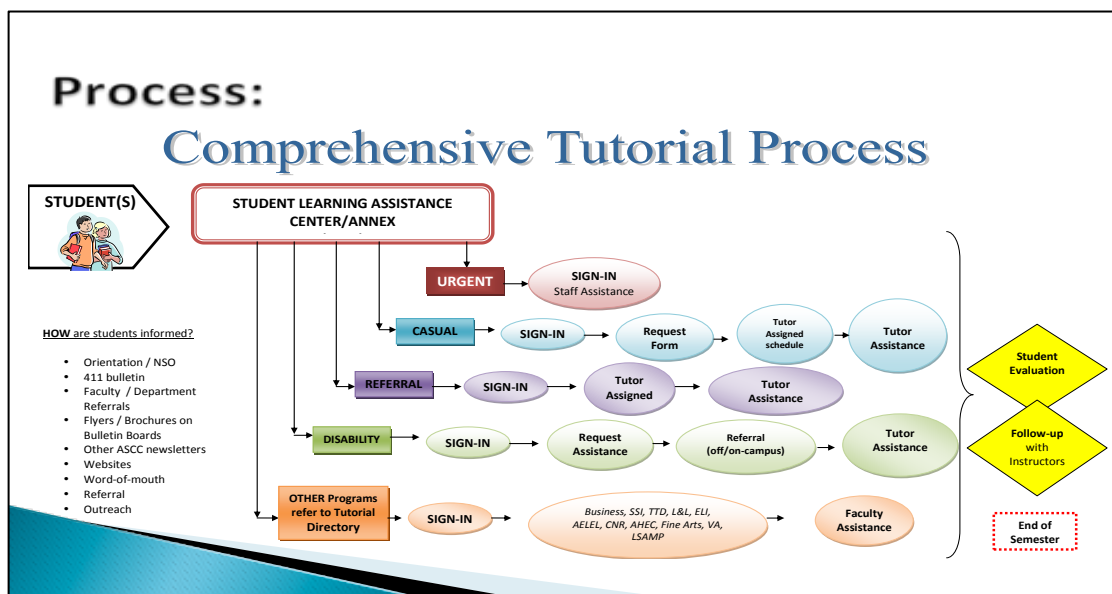 Process:
Comprehensive Tutorial Process
STUDENT(S)
STUDENT LEARNING ASSISTANCE
CENTER/ANNEX
URGENT
SIGN-IN
Staff Assistance
CASUAL
SIGN-IN
Request
Form
Tutor
Assigned
schedule
Tutor
Assistance
REFERRAL
SIGN-IN
Tutor
Assigned
Tutor
Assistance
DISABILITY
SIGN-IN
Request
Assistance
Referral
(off/on-campus)
Tutor
Assistance
OTHER Programs
refer to Tutorial
Directory
SIGN-IN
Business, SSI, TTD, L&L, ELI,
AELEL, CNR, AHEC, Fine Arts, VA,
LSAMP
Faculty
Assistance
Student
Evaluation
Follow-up
with
Instructors
End of
Semester
HOW are students informed?
• Orientation / NSO
• 411 bulletin
• Faculty / Department
Referrals
• Flyers / Brochures on
Bulletin Boards
• Other ASCC newsletters
• Websites
• Word-of-mouth
• Referral
• Outreach